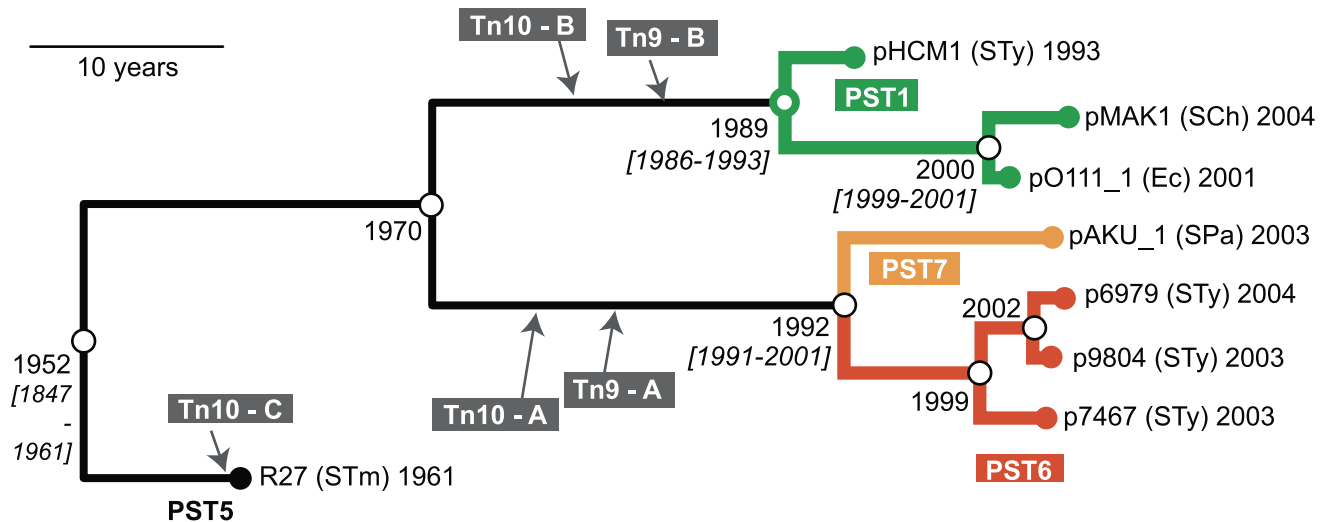 Tn10 - B
Tn9 - B
10 years
pHCM1 (STy) 1993
PST1
1989
[1986-1993]
pMAK1 (SCh) 2004
pO111_1 (Ec) 2001
2000
[1999-2001]
1970
pAKU_1 (SPa) 2003
PST7
p6979 (STy) 2004
2002
1992
[1991-2001]
p9804 (STy) 2003
1952
[1847
-
1961]
Tn9 - A
Tn10 - A
Tn10 - C
1999
p7467 (STy) 2003
R27 (STm) 1961
PST6
PST5